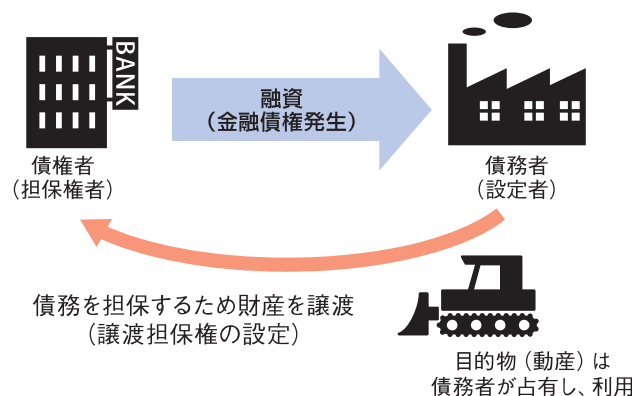 BANK
融資
（金融債権発生）
債権者
（担保権者）
債務者
（設定者）
債務を担保するため財産を譲渡
（譲渡担保権の設定）
目的物（動産）は
債務者が占有し、利用